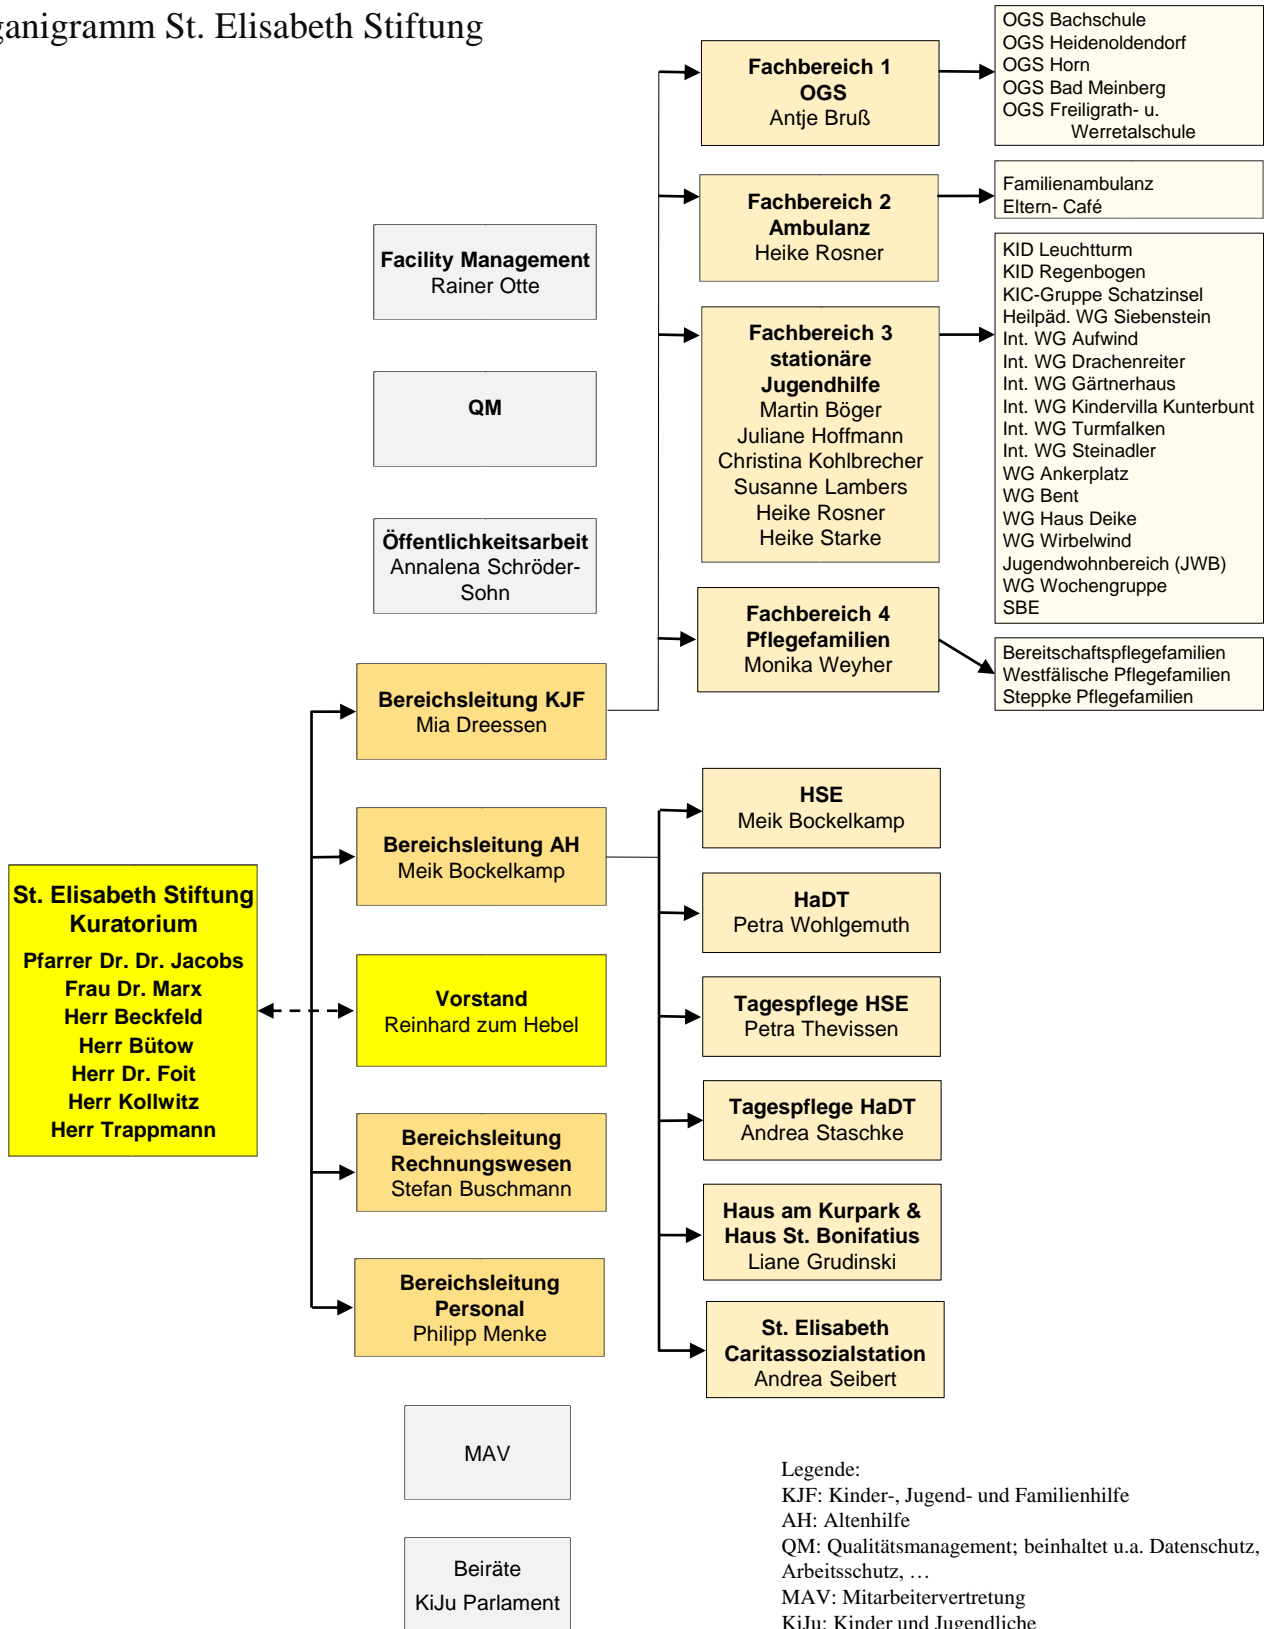 ganigramm St. Elisabeth Stiftung
Fachbereich 1
OGS
Antje Bruß
OGS Bachschule
OGS Heidenoldendorf
OGS Horn
OGS Bad Meinberg
OGS Freiligrath- u.
Werretalschule
Fachbereich 2
Ambulanz
Heike Rosner
Familienambulanz
Eltern- Café
Facility Management
Rainer Otte
QM
Öffentlichkeitsarbeit
Annalena Schröder-
Sohn
Fachbereich 3
stationäre
Jugendhilfe
Martin Böger
Juliane Hoffmann
Christina Kohlbrecher
Susanne Lambers
Heike Rosner
Heike Starke
KID Leuchtturm
KID Regenbogen
KIC-Gruppe Schatzinsel
Heilpäd. WG Siebenstein
Int. WG Aufwind
Int. WG Drachenreiter
Int. WG Gärtnerhaus
Int. WG Kindervilla Kunterbunt
Int. WG Turmfalken
Int. WG Steinadler
WG Ankerplatz
WG Bent
WG Haus Deike
WG Wirbelwind
Jugendwohnbereich (JWB)
WG Wochengruppe
SBE
Fachbereich 4
Pflegefamilien
Monika Weyher
Bereitschaftspflegefamilien
Westfälische Pflegefamilien
Steppke Pflegefamilien
Bereichsleitung KJF
Mia Dreessen
Bereichsleitung AH
Meik Bockelkamp
St. Elisabeth Stiftung
Kuratorium
Pfarrer Dr. Dr. Jacobs
Frau Dr. Marx
Herr Beckfeld
Herr Bütow
Herr Dr. Foit
Herr Kollwitz
Herr Trappmann
Vorstand
Reinhard zum Hebel
Bereichsleitung
Rechnungswesen
Stefan Buschmann
Bereichsleitung
Personal
Philipp Menke
HSE
Meik Bockelkamp
HaDT
Petra Wohlgemuth
Tagespflege HSE
Petra Thevissen
Tagespflege HaDT
Andrea Staschke
Haus am Kurpark &
Haus St. Bonifatius
Liane Grudinski
St. Elisabeth
Caritassozialstation
Andrea Seibert
MAV
Beiräte
KiJu Parlament
Legende:
KJF: Kinder-, Jugend- und Familienhilfe
AH: Altenhilfe
QM: Qualitätsmanagement; beinhaltet u.a. Datenschutz,
Arbeitsschutz, …
MAV: Mitarbeitervertretung
KiJu: Kinder und Jugendliche